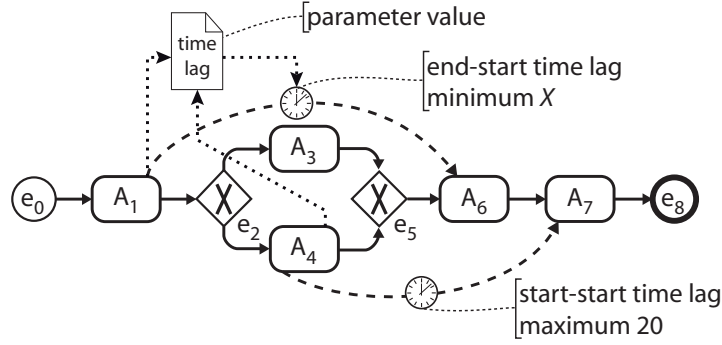 parameter value
time
lag
end-start time lag
minimum X
A3
e0
A1
e2
e5
A6
A7
e8
A4
start-start time lag
maximum 20